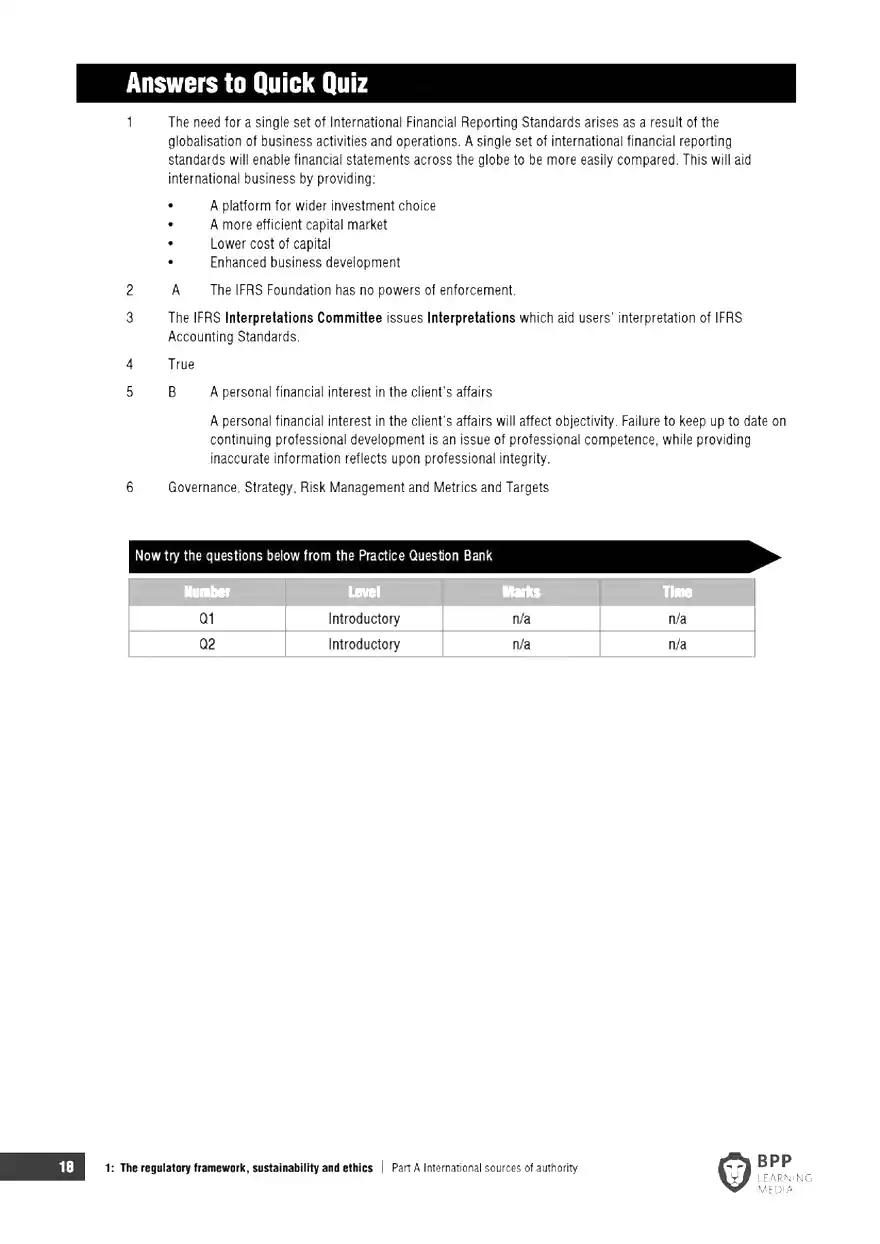 Answers to Quick Quiz
1 The need for a single set of International Financial Reporting Standards arises as a result of the
globalisation of business activities and operations. A single set of international financial reporting
standards will enable financial statements across the globe to be more easily compared. This will aid
international business by providing:
• A platform for wider investment choice
• A more efficient capital market
• Lower cost of capital
• Enhanced business development
2 A The IFRS Foundation has no powers of enforcement.
3 The IFRS Interpretations Committee issues Interpretations which aid users' interpretation of IFRS
Accounting Standards.
4 True
5 B A personal financial interest in the client's affairs
A personal financial interest in the client's affairs will affect objectivity. Failure to keep up to date on
continuing professional development is an issue of professional competence, while providing
inaccurate information reflects upon professional integrity.
6 Governance, Strategy, Risk Management and Metrics and Targets
Now try the questions below from the Practice Question Bank
Number Level Marks Time
Q1 Introductory n/a n/a
Q2 Introductory n/a n/a
18 1: The regulatory framework, sustainability and ethics | Part A International sources of authority
BPP
LEARNING
MEDIA